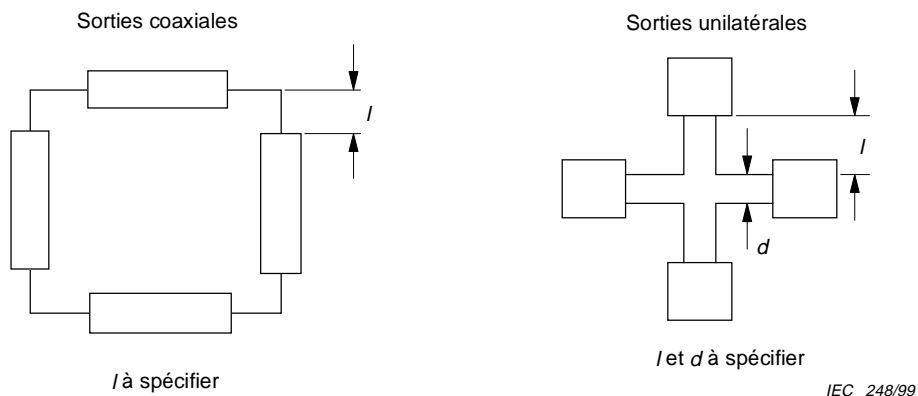 Sorties coaxiales
Sorties unilatérales
l
l
d
l à spécifier
l et d à spécifier
IEC 248/99